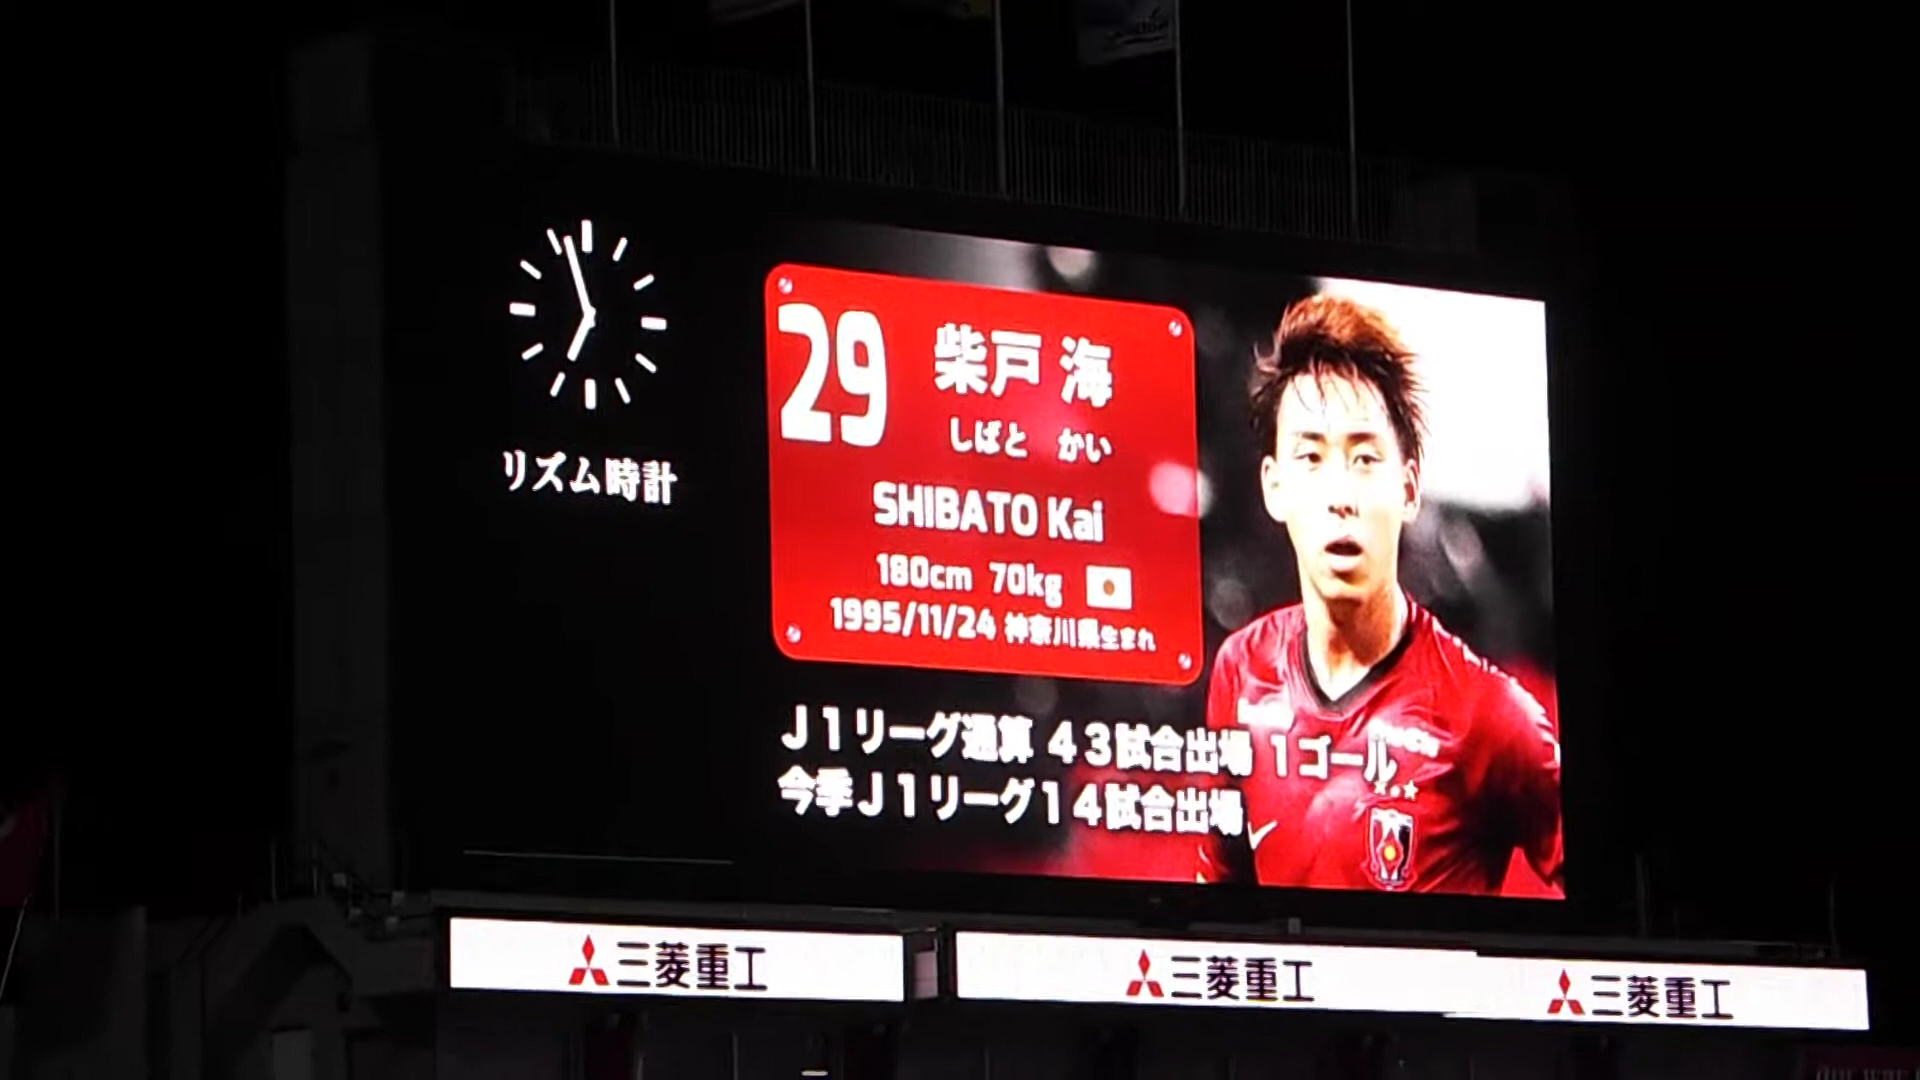 29
柴戸 海
しばと かい
SHIBATO Kai
180cm 70kg
1995/11/24 神奈川県生まれ
J1リーグ通算 43試合出場 1ゴール
今季J1リーグ14試合出場
リズム時計
三菱重工
三菱重工
三菱重工